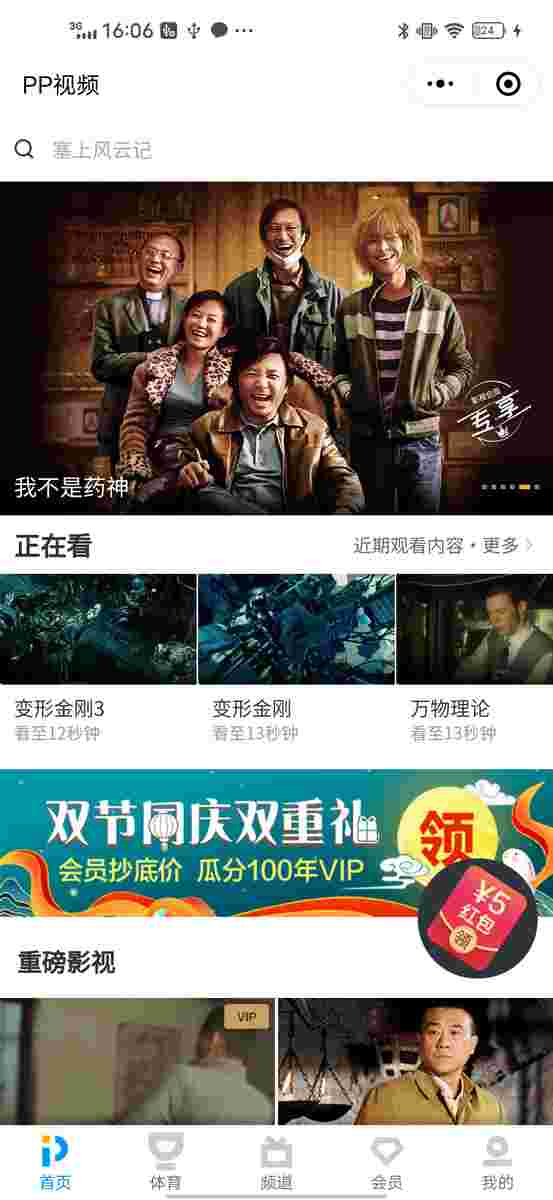 3G 16:06 24
PP视频
塞上风云记
影视会员
专享
我不是药神
正在看
近期观看内容·更多
变形金刚3
变形金刚
万物理论
看至12秒钟
看至13秒钟
看至13秒钟
双节同庆双重礼
领
会员抄底价 瓜分100年VIP
¥5
红包
领
重磅影视
VIP
首页
体育
频道
会员
我的